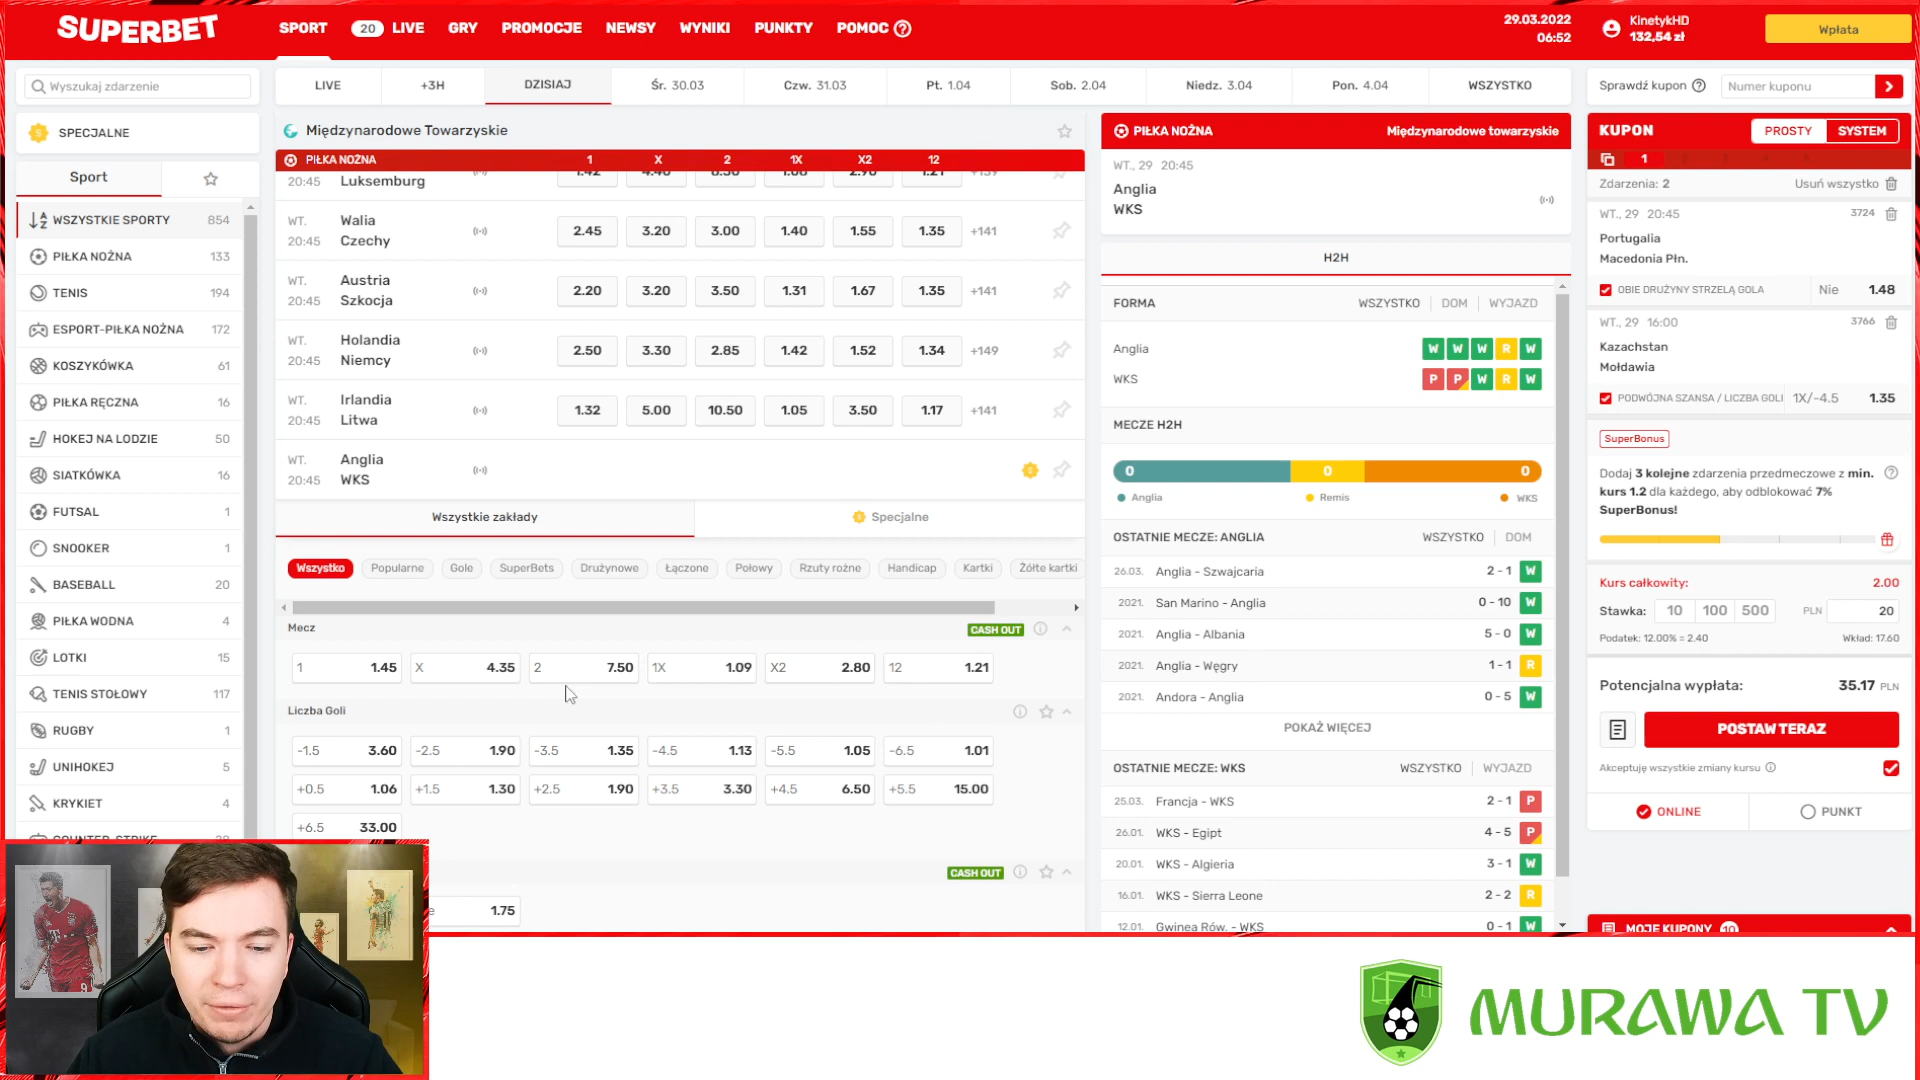 SUPERBET
SPORT 20 LIVE GRY PROMOCJE NEWSY WYNIKI PUNKTY POMOC
29.03.2022
06:52
KinetykHD
132,54 zł
Wpłata
Wyszukaj zdarzenie
LIVE +3H DZISIAJ Śr. 30.03 Czw. 31.03 Pt. 1.04 Sob. 2.04 Niedz. 3.04 Pon. 4.04 WSZYSTKO
Sprawdź kupon Numer kuponu
SPECJALNE
Sport
WSZYSTKIE SPORTY 854
PIŁKA NOŻNA 133
TENIS 194
ESPORT-PIŁKA NOŻNA 172
KOSZYKÓWKA 61
PIŁKA RĘCZNA 16
HOKEJ NA LODZIE 50
SIATKÓWKA 16
FUTSAL 1
SNOOKER 1
BASEBALL 20
PIŁKA WODNA 4
LOTKI 15
TENIS STOŁOWY 117
RUGBY 1
UNIHOKEJ 5
KRYKIET 4
Międzynarodowe Towarzyskie
PIŁKA NOŻNA 1 X 2 1X X2 12
20:45 Luksemburg
WT. 20:45 Walia Czechy 2.45 3.20 3.00 1.40 1.55 1.35 +141
WT. 20:45 Austria Szkocja 2.20 3.20 3.50 1.31 1.67 1.35 +141
WT. 20:45 Holandia Niemcy 2.50 3.30 2.85 1.42 1.52 1.34 +149
WT. 20:45 Irlandia Litwa 1.32 5.00 10.50 1.05 3.50 1.17 +141
WT. 20:45 Anglia WKS
Wszystkie zakłady Specjalne
Wszystko Popularne Gole SuperBets Drużynowe Łączone Połowy Rzuty rożne Handicap Kartki Żółte kartki
Mecz CASH OUT
1 1.45 X 4.35 2 7.50 1X 1.09 X2 2.80 12 1.21
Liczba Goli
-1.5 3.60 -2.5 1.90 -3.5 1.35 -4.5 1.13 -5.5 1.05 -6.5 1.01
+0.5 1.06 +1.5 1.30 +2.5 1.90 +3.5 3.30 +4.5 6.50 +5.5 15.00
+6.5 33.00
CASH OUT
e 1.75
PIŁKA NOŻNA Międzynarodowe towarzyskie
WT., 29 20:45
Anglia
WKS
H2H
FORMA WSZYSTKO DOM WYJAZD
Anglia W W W R W
WKS P P W R W
MECZE H2H
0 0 0
Anglia Remis WKS
OSTATNIE MECZE: ANGLIA WSZYSTKO DOM
26.03. Anglia - Szwajcaria 2 - 1 W
2021. San Marino - Anglia 0 - 10 W
2021. Anglia - Albania 5 - 0 W
2021. Anglia - Węgry 1 - 1 R
2021. Andora - Anglia 0 - 5 W
POKAŻ WIĘCEJ
OSTATNIE MECZE: WKS WSZYSTKO WYJAZD
25.03. Francja - WKS 2 - 1 P
26.01. WKS - Egipt 4 - 5 P
20.01. WKS - Algieria 3 - 1 W
16.01. WKS - Sierra Leone 2 - 2 R
12.01. Gwinea Rów. - WKS 0 - 1 W
KUPON PROSTY SYSTEM
1
Zdarzenia: 2 Usuń wszystko
WT., 29 20:45 3724
Portugalia
Macedonia Płn.
OBIE DRUŻYNY STRZELĄ GOLA Nie 1.48
WT., 29 16:00 3766
Kazachstan
Mołdawia
PODWÓJNA SZANSA / LICZBA GOLI 1X/-4.5 1.35
SuperBonus
Dodaj 3 kolejne zdarzenia przedmeczowe z min.
kurs 1.2 dla każdego, aby odblokować 7%
SuperBonus!
Kurs całkowity: 2.00
Stawka: 10 100 500 PLN 20
Podatek: 12.00% = 2.40 Wkład: 17.60
Potencjalna wypłata: 35.17 PLN
POSTAW TERAZ
Akceptuję wszystkie zmiany kursu
ONLINE PUNKT
MOJE KUPONY 10
9
MURAWA TV